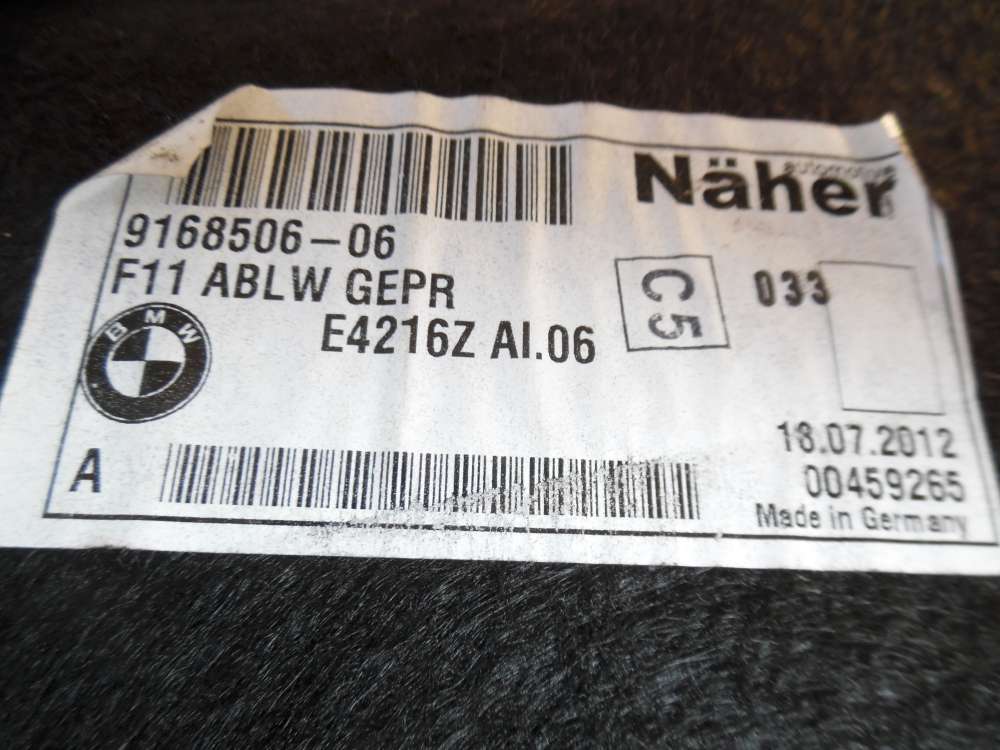 Näher
automotive
9168506-06
F11 ABLW GEPR
E4216Z AI.06
C5
033
BMW
A
18.07.2012
00459265
Made in Germany